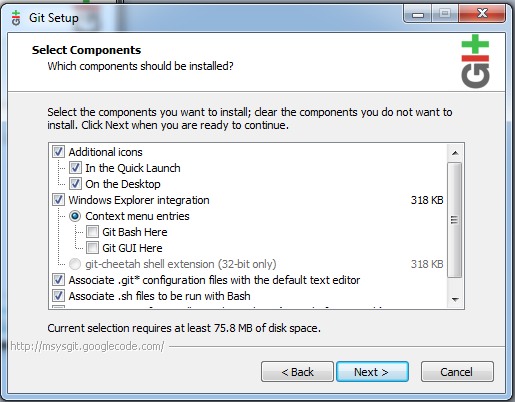 Git Setup
Select Components
Which components should be installed?
Git
Select the components you want to install; clear the components you do not want to
install. Click Next when you are ready to continue.
Additional icons
In the Quick Launch
On the Desktop
Windows Explorer integration 318 KB
Context menu entries
Git Bash Here
Git GUI Here
git-cheetah shell extension (32-bit only) 318 KB
Associate .git* configuration files with the default text editor
Associate .sh files to be run with Bash
Current selection requires at least 75.8 MB of disk space.
http://msysgit.googlecode.com/
< Back Next > Cancel